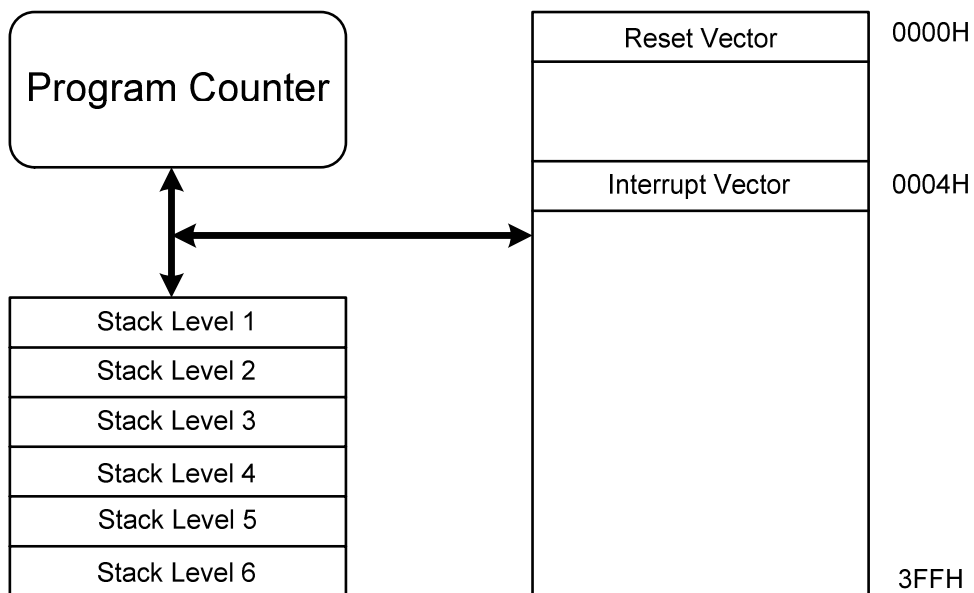 Program Counter
Stack Level 1
Stack Level 2
Stack Level 3
Stack Level 4
Stack Level 5
Stack Level 6
Reset Vector
0000H
Interrupt Vector
0004H
3FFH